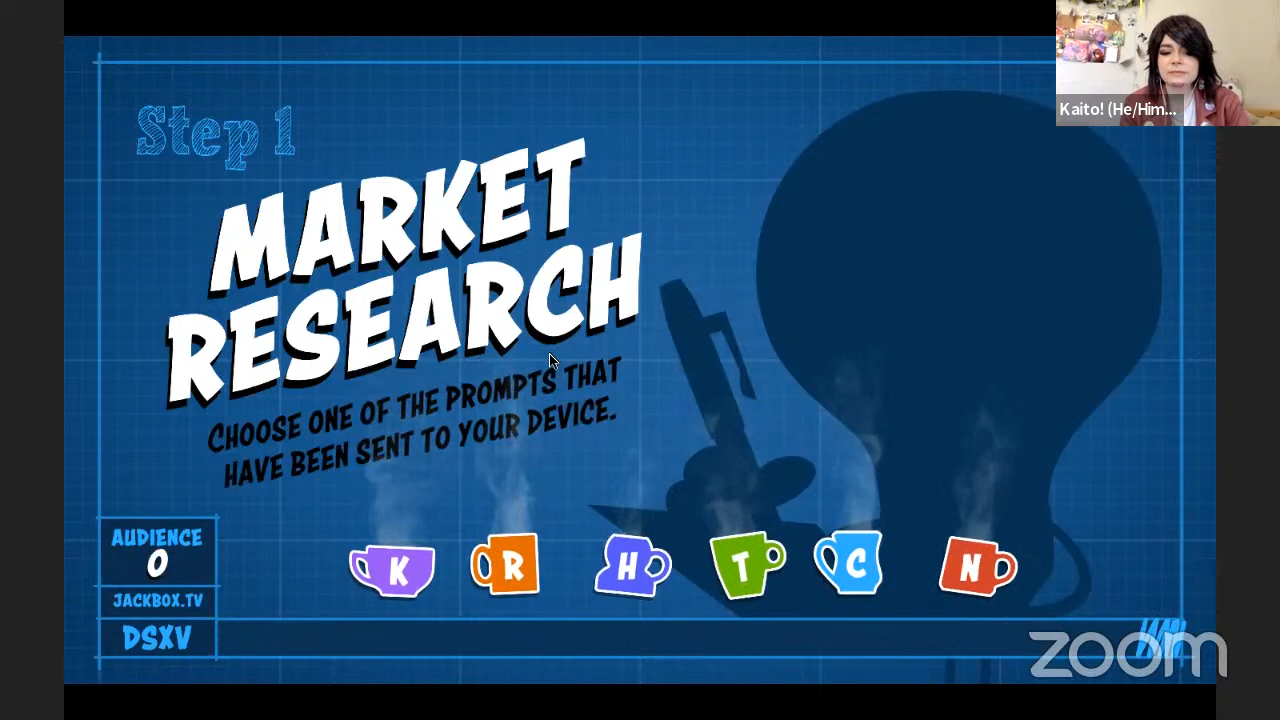 Kaito! (He/Him...
Step 1
MARKET
RESEARCH
CHOOSE ONE OF THE PROMPTS THAT
HAVE BEEN SENT TO YOUR DEVICE.
AUDIENCE
0
JACKBOX.TV
DSXV
K R H T C N
zoom